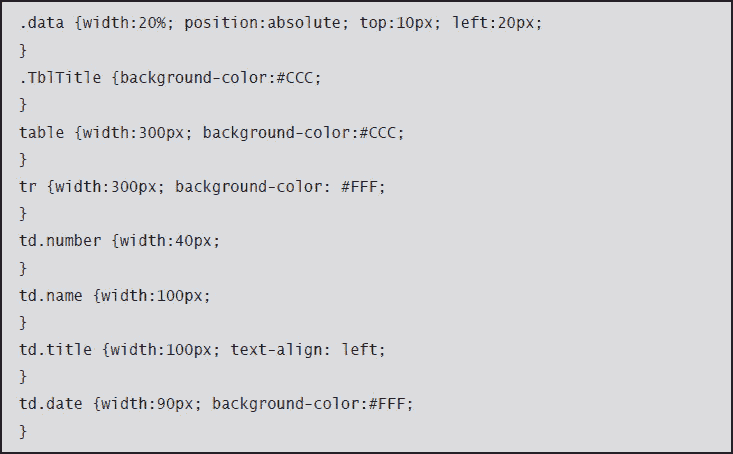 .data {width:20%; position:absolute; top:10px; left:20px;
}
.TblTitle {background-color:#CCC;
}
table {width:300px; background-color:#CCC;
}
tr {width:300px; background-color: #FFF;
}
td.number {width:40px;
}
td.name {width:100px;
}
td.title {width:100px; text-align: left;
}
td.date {width:90px; background-color:#FFF;
}